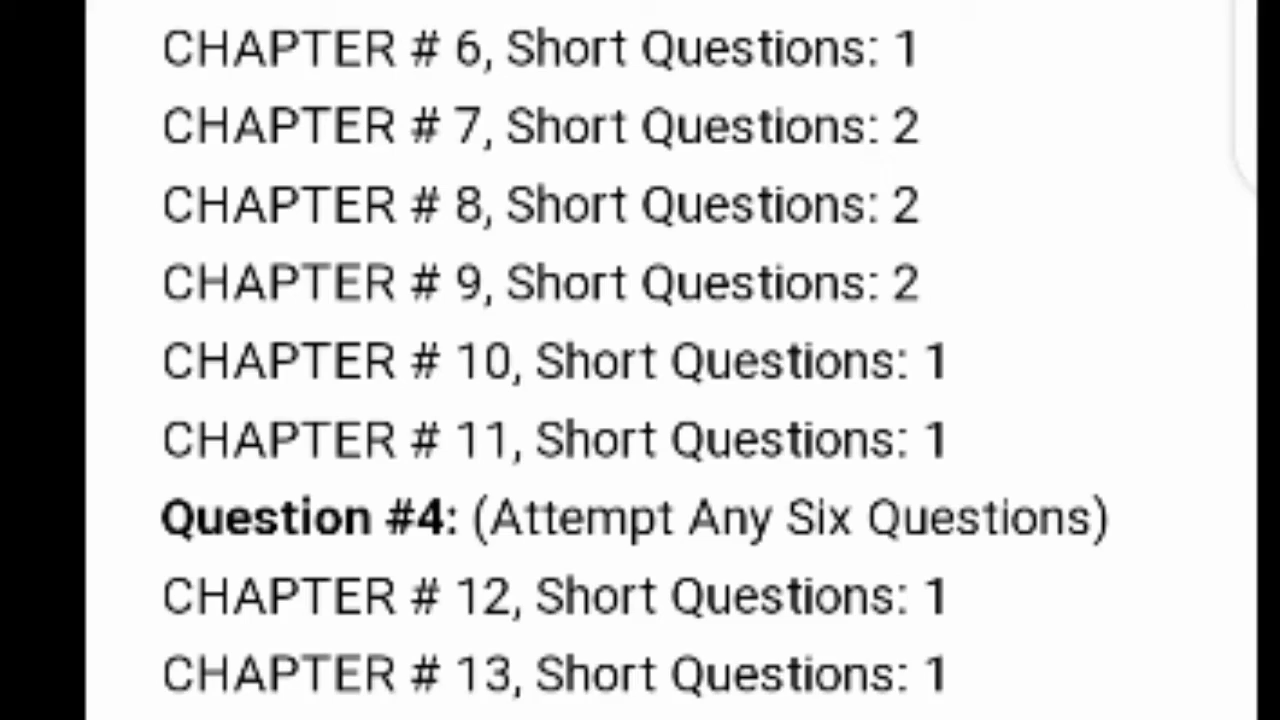 CHAPTER # 6, Short Questions: 1
CHAPTER # 7, Short Questions: 2
CHAPTER # 8, Short Questions: 2
CHAPTER # 9, Short Questions: 2
CHAPTER # 10, Short Questions: 1
CHAPTER # 11, Short Questions: 1
Question #4: (Attempt Any Six Questions)
CHAPTER # 12, Short Questions: 1
CHAPTER # 13, Short Questions: 1